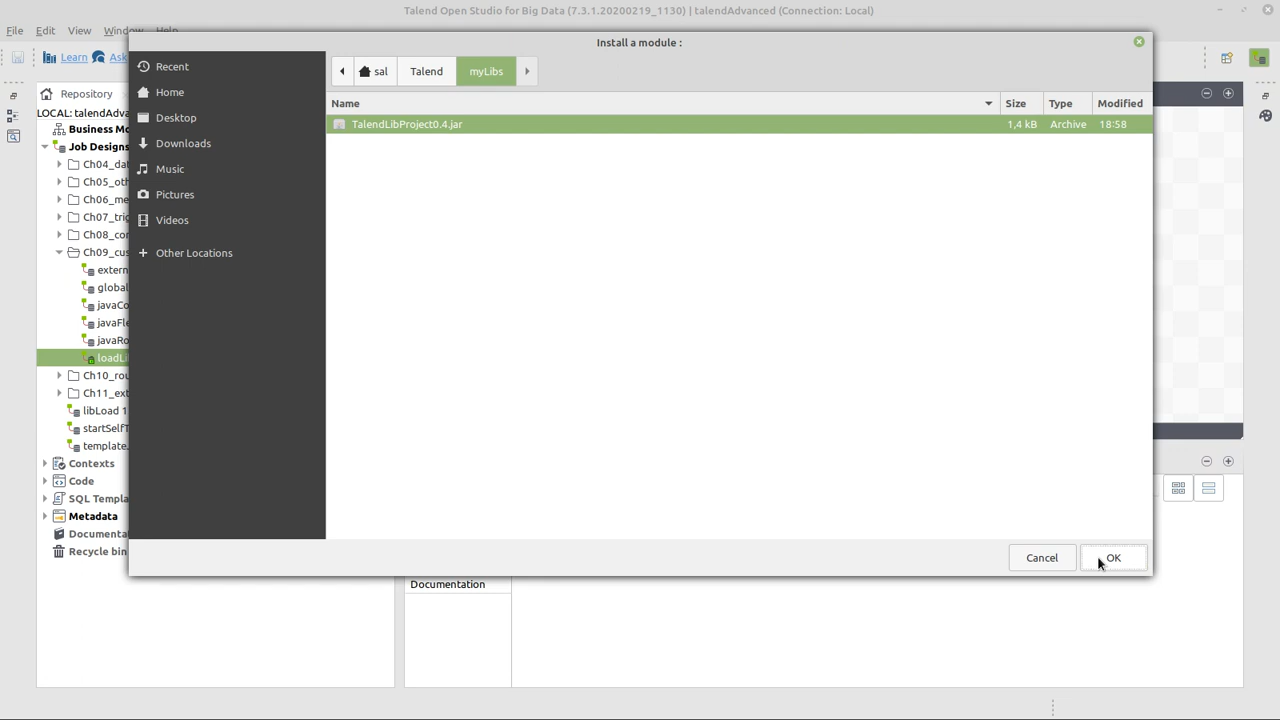 Talend Open Studio for Big Data (7.3.1.20200219_1130) | talendAdvanced (Connection: Local)
File Edit View Window Help
Install a module :
Learn Ask
Recent
Home
Desktop
Downloads
Music
Pictures
Videos
Other Locations
sal Talend myLibs
Name Size Type Modified
TalendLibProject0.4.jar 1,4 kB Archive 18:58
Cancel OK
Repository
LOCAL: talendAdva
Business Mo
Job Designs
Ch04_dat
Ch05_oth
Ch06_me
Ch07_trig
Ch08_con
Ch09_cus
extern
global
javaCo
javaFle
javaRo
loadLi
Ch10_rou
Ch11_ext
libLoad 1
startSelfT
template
Contexts
Code
SQL Templa
Metadata
Documenta
Recycle bin
Documentation